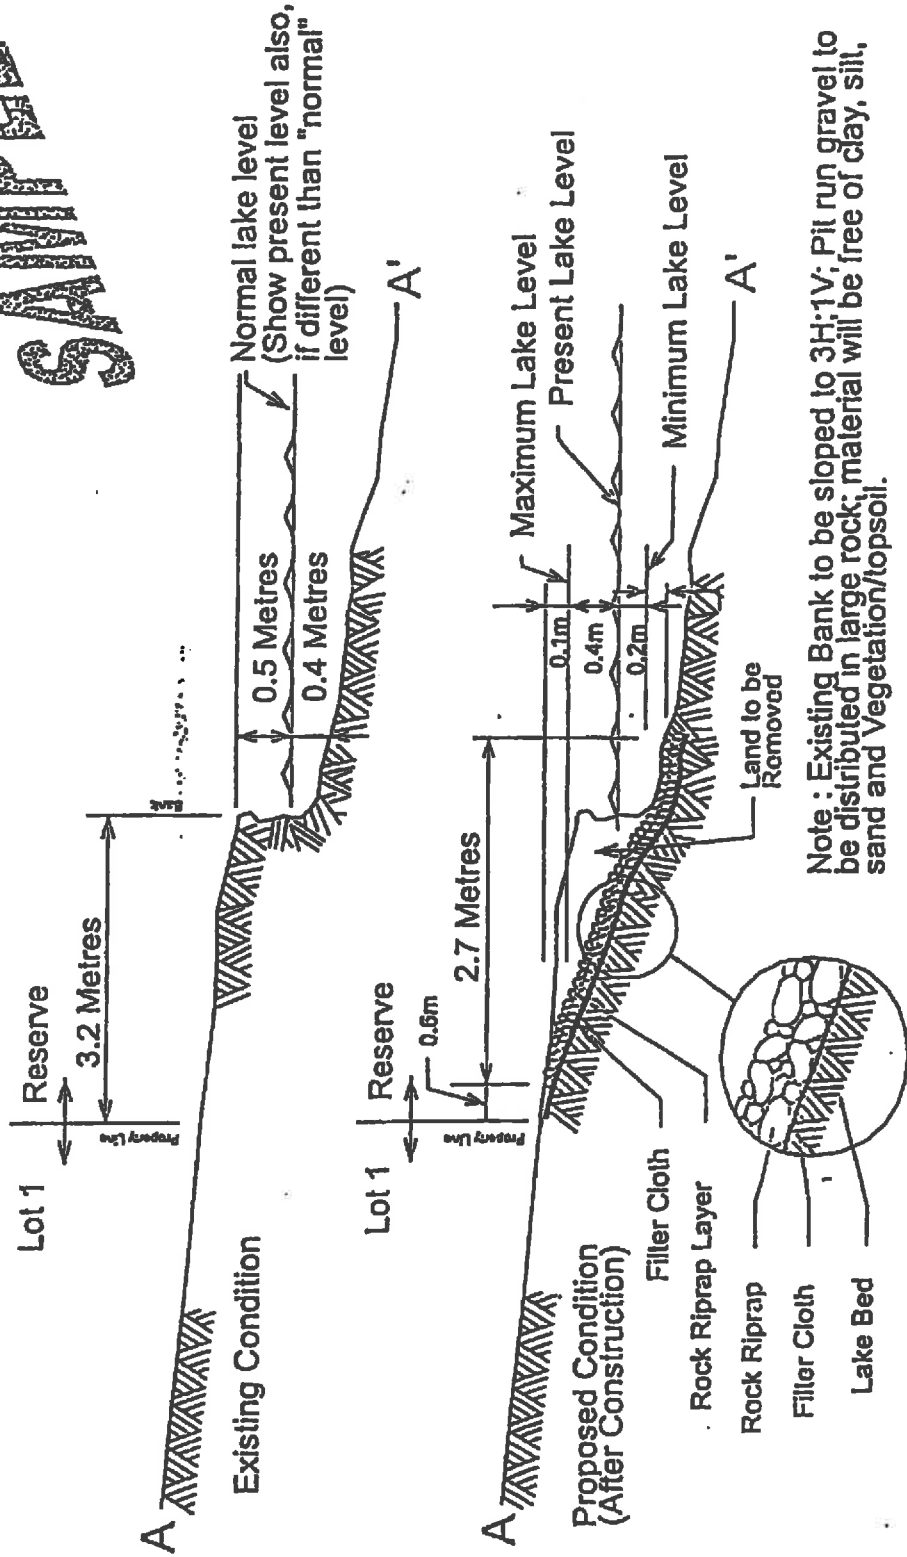 SAMPLE
Lot 1
Reserve
3.2 Metres
Property Line
Bank
0.5 Metres
0.4 Metres
Normal lake level
(Show present level also,
if different than "normal"
level)
A
A'
Existing Condition
Lot 1
Reserve
0.6m
2.7 Metres
Property Line
0.1m
0.4m
0.2m
Maximum Lake Level
Present Lake Level
Minimum Lake Level
A
A'
Proposed Condition
(After Construction)
Filter Cloth
Rock Riprap Layer
Land to be
Removed
Rock Riprap
Filter Cloth
Lake Bed
Note : Existing Bank to be sloped to 3H:1V; Pit run gravel to
be distributed in large rock; material will be free of clay, silt,
sand and Vegetation/topsoil.